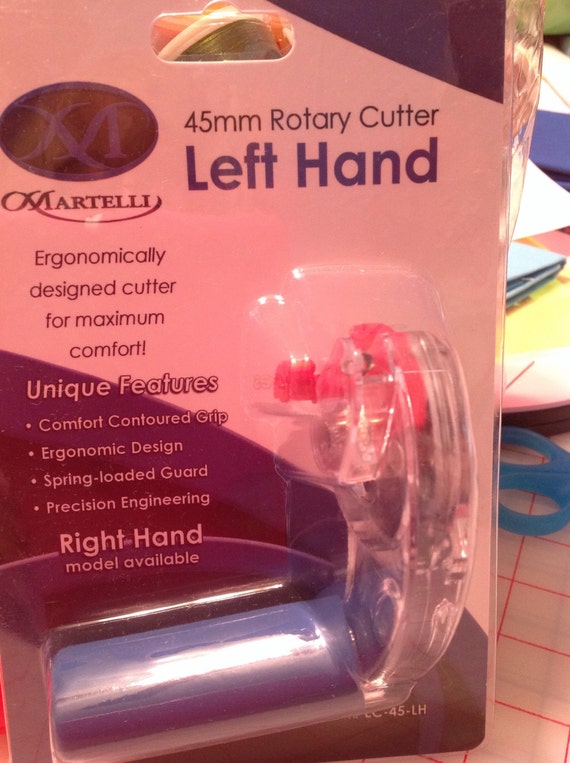 45mm Rotary Cutter
Left Hand
M
MARTELLI
Ergonomically
designed cutter
for maximum
comfort!
Unique Features
• Comfort Contoured Grip
• Ergonomic Design
• Spring-loaded Guard
• Precision Engineering
Right Hand
model available
EC-45-LH